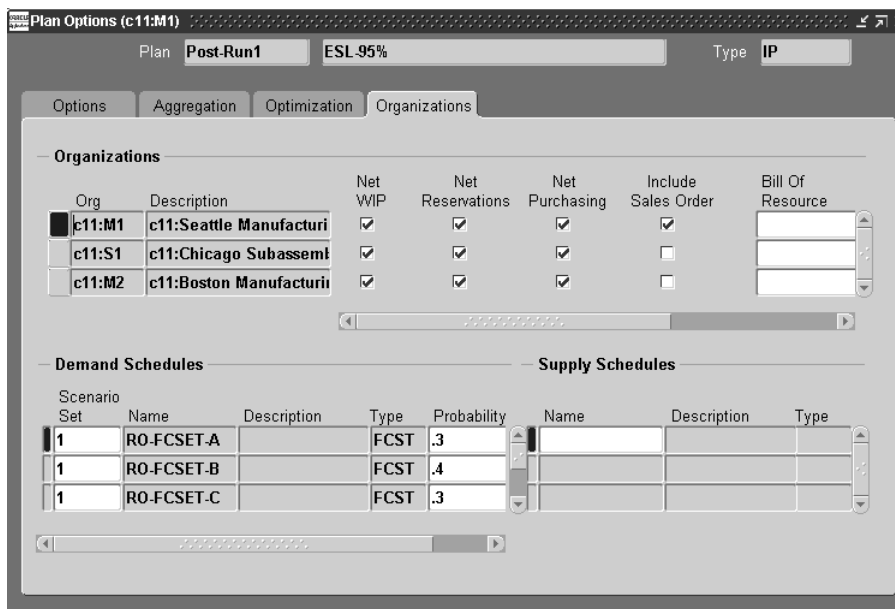 Plan Options (c11:M1)
Plan Post-Run1 ESL-95% Type IP
Options Aggregation Optimization Organizations
Organizations
Net Net Net Include Bill Of
Org Description WIP Reservations Purchasing Sales Order Resource
c11:M1 c11:Seattle Manufacturi
c11:S1 c11:Chicago Subasseml
c11:M2 c11:Boston Manufacturii
Demand Schedules Supply Schedules
Scenario
Set Name Description Type Probability Name Description Type
1 RO-FCSET-A FCST .3
1 RO-FCSET-B FCST .4
1 RO-FCSET-C FCST .3